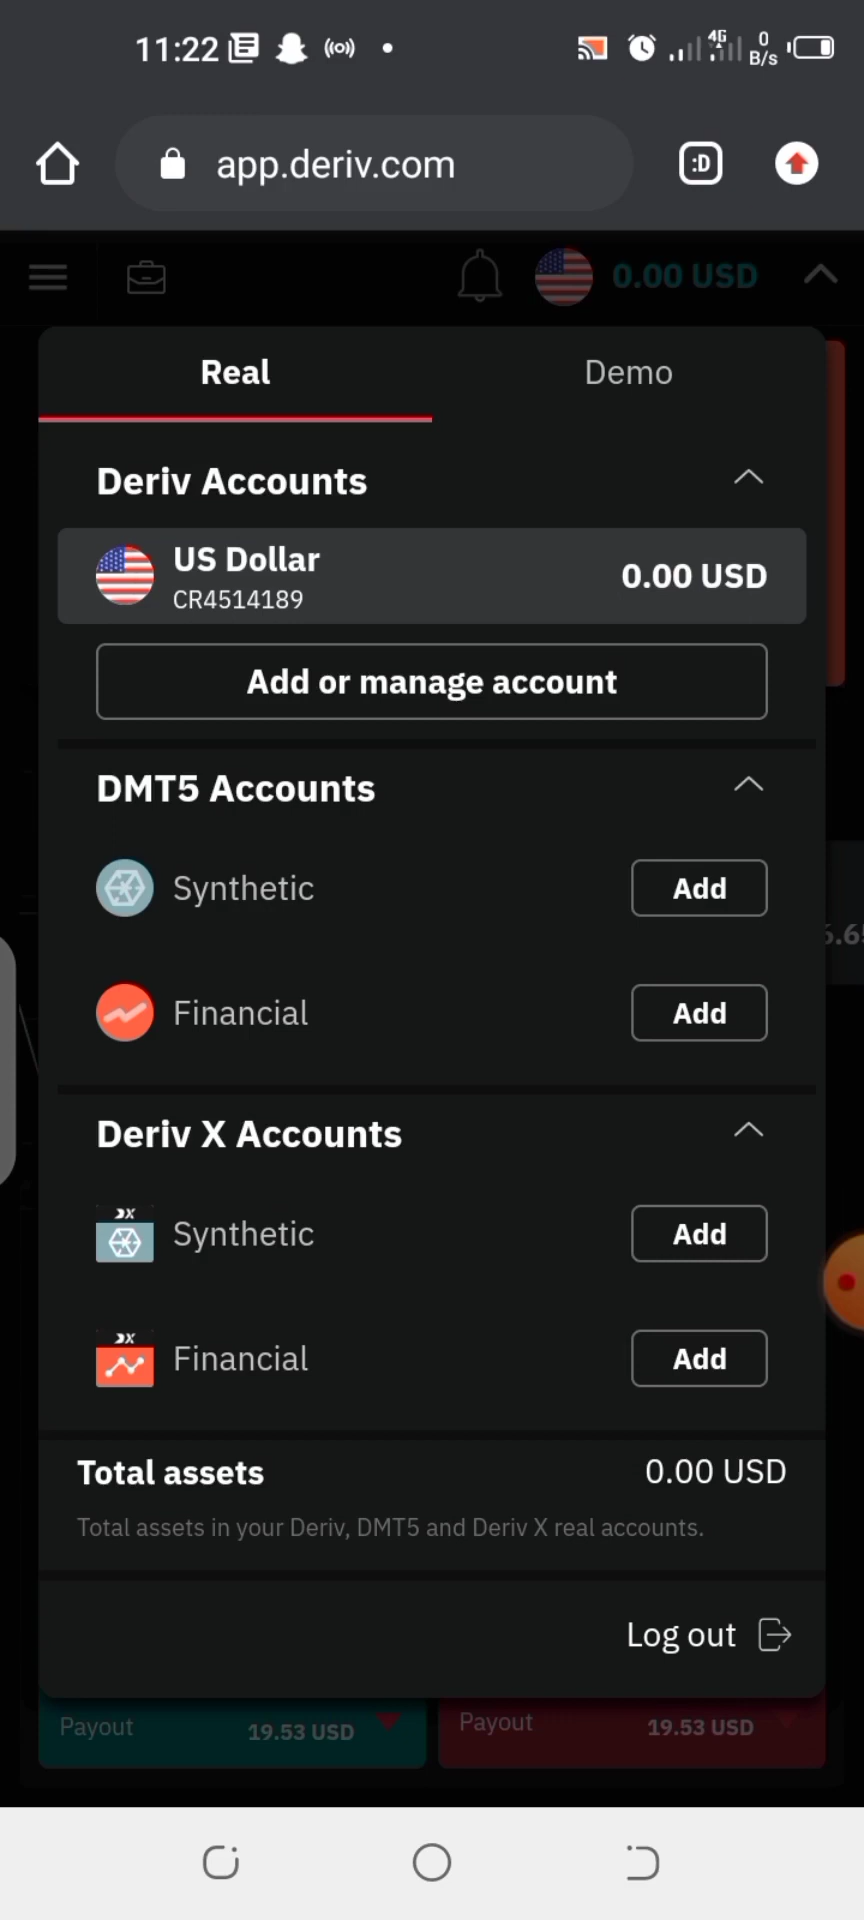 11:22
4G
0
B/s
app.deriv.com
:D
0.00 USD
Real
Demo
Deriv Accounts
US Dollar
0.00 USD
CR4514189
Add or manage account
DMT5 Accounts
Synthetic
Add
Financial
Add
Deriv X Accounts
Synthetic
Add
Financial
Add
Total assets
0.00 USD
Total assets in your Deriv, DMT5 and Deriv X real accounts.
Log out
Payout
19.53 USD
Payout
19.53 USD